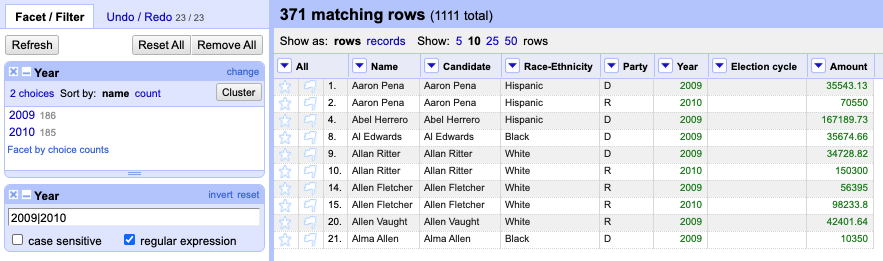 Facet / Filter Undo / Redo 23 / 23
Refresh Reset All Remove All
Year change
2 choices Sort by: name count Cluster
2009 186
2010 185
Facet by choice counts
Year invert reset
2009|2010
case sensitive regular expression
371 matching rows (1111 total)
Show as: rows records Show: 5 10 25 50 rows
All Name Candidate Race-Ethnicity Party Year Election cycle Amount
1. Aaron Pena Aaron Pena Hispanic D 2009 35543.13
2. Aaron Pena Aaron Pena Hispanic R 2010 70550
4. Abel Herrero Abel Herrero Hispanic D 2009 167189.73
8. Al Edwards Al Edwards Black D 2009 35674.66
9. Allan Ritter Allan Ritter White D 2009 34728.82
10. Allan Ritter Allan Ritter White R 2010 150300
14. Allen Fletcher Allen Fletcher White R 2009 56395
15. Allen Fletcher Allen Fletcher White R 2010 98233.8
20. Allen Vaught Allen Vaught White D 2009 42401.64
21. Alma Allen Alma Allen Black D 2009 10350